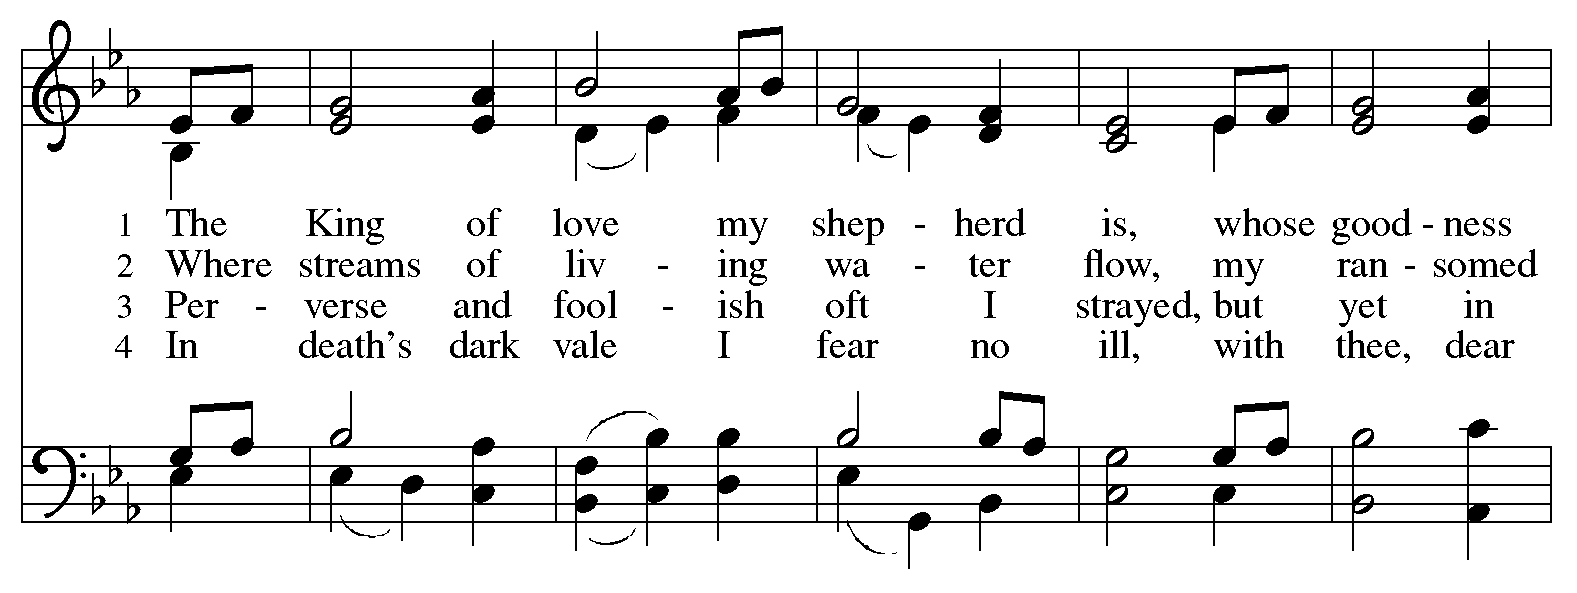 1 The King of love my shep - herd is, whose good - ness
2 Where streams of liv - ing wa - ter flow, my ran - somed
3 Per - verse and fool - ish oft I strayed, but yet in
4 In death's dark vale I fear no ill, with thee, dear